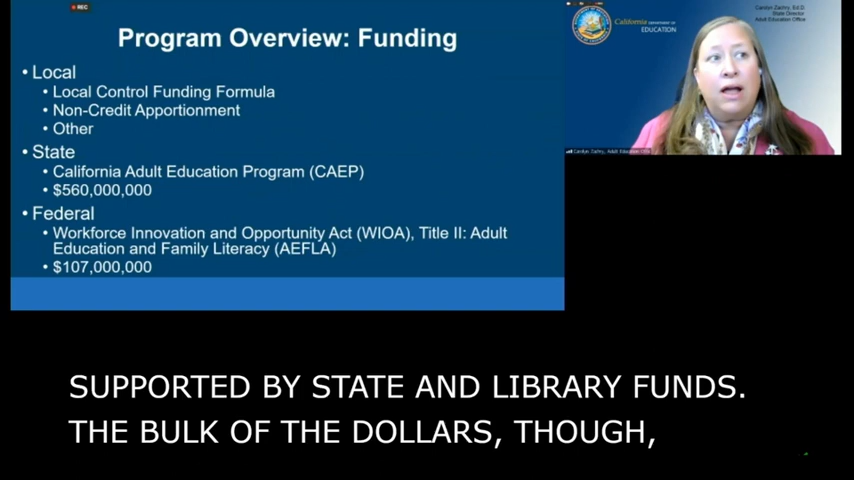 REC
Program Overview: Funding
• Local
• Local Control Funding Formula
• Non-Credit Apportionment
• Other
• State
• California Adult Education Program (CAEP)
• $560,000,000
• Federal
• Workforce Innovation and Opportunity Act (WIOA), Title II: Adult
Education and Family Literacy (AEFLA)
• $107,000,000
California DEPARTMENT OF
EDUCATION
Carolyn Zachry, Ed.D.
State Director
Adult Education Office
Carolyn Zachry, Adult Education
SUPPORTED BY STATE AND LIBRARY FUNDS.
THE BULK OF THE DOLLARS, THOUGH,